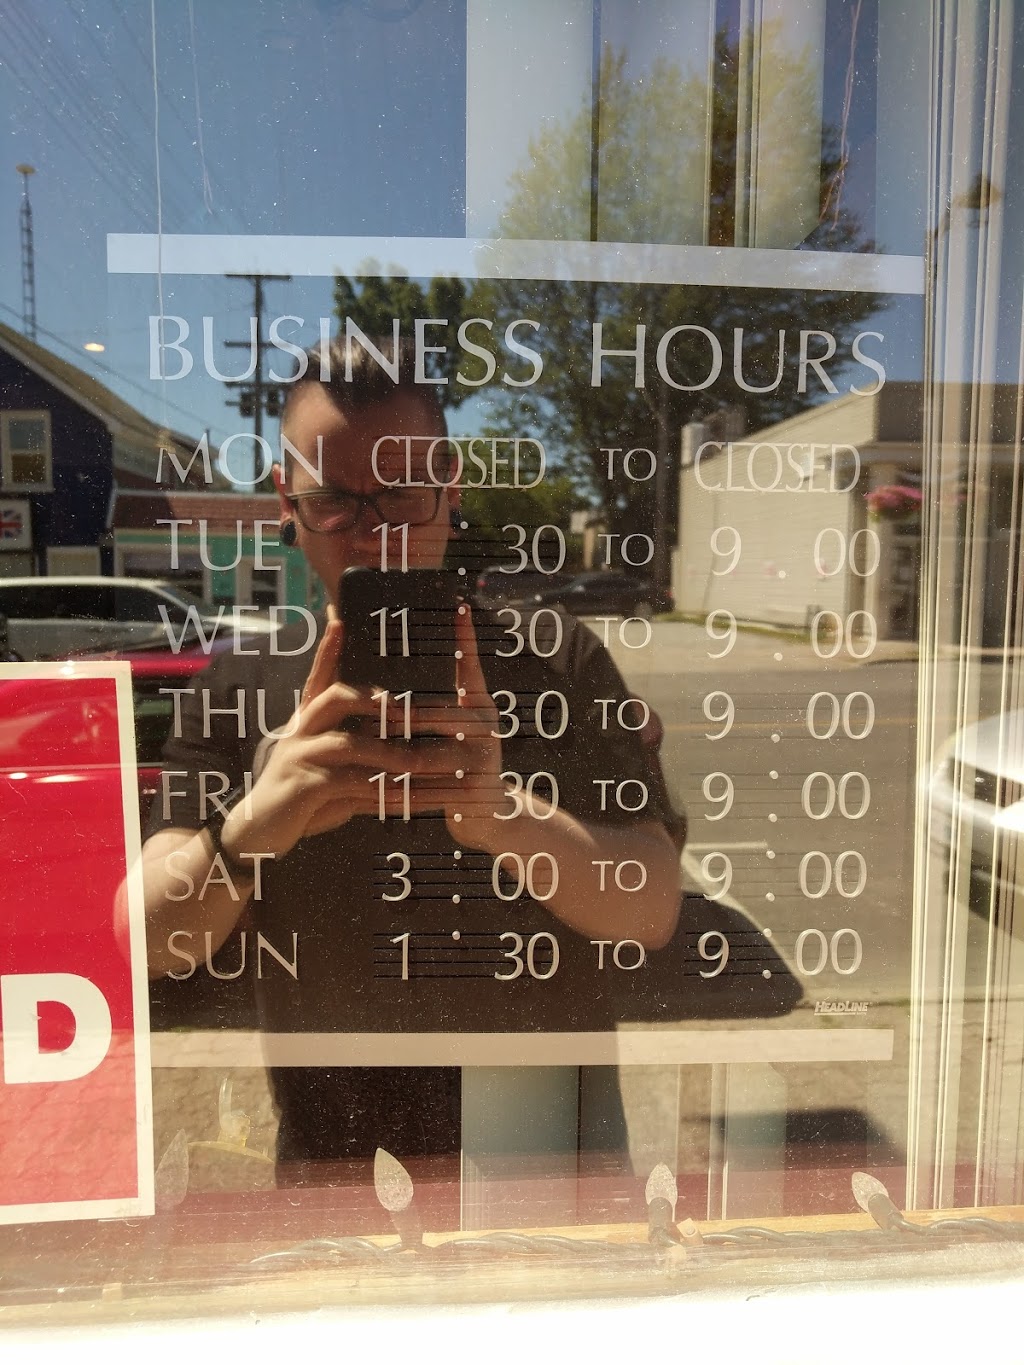 BUSINESS HOURS
MON CLOSED TO CLOSED
TUE 11:30 TO 9.00
WED 11:30 TO 9.00
THU 11:30 TO 9:00
FRI 11:30 TO 9:00
SAT 3:00 TO 9:00
SUN 1:30 TO 9:00
HEADLINE
D